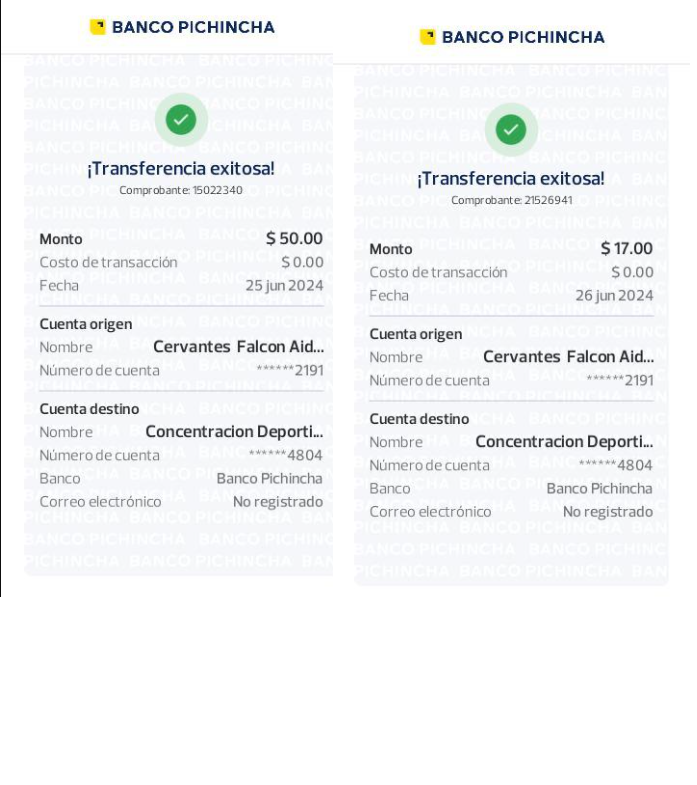 BANCO PICHINCHA
¡Transferencia exitosa!
Comprobante: 15022340
Monto $ 50.00
Costo de transacción $ 0.00
Fecha 25 jun 2024
Cuenta origen
Nombre Cervantes Falcon Aid...
Número de cuenta ******2191
Cuenta destino
Nombre Concentracion Deporti...
Número de cuenta ******4804
Banco Banco Pichincha
Correo electrónico No registrado
BANCO PICHINCHA
¡Transferencia exitosa!
Comprobante: 21526941
Monto $ 17.00
Costo de transacción $ 0.00
Fecha 26 jun 2024
Cuenta origen
Nombre Cervantes Falcon Aid...
Número de cuenta ******2191
Cuenta destino
Nombre Concentracion Deporti...
Número de cuenta ******4804
Banco Banco Pichincha
Correo electrónico No registrado